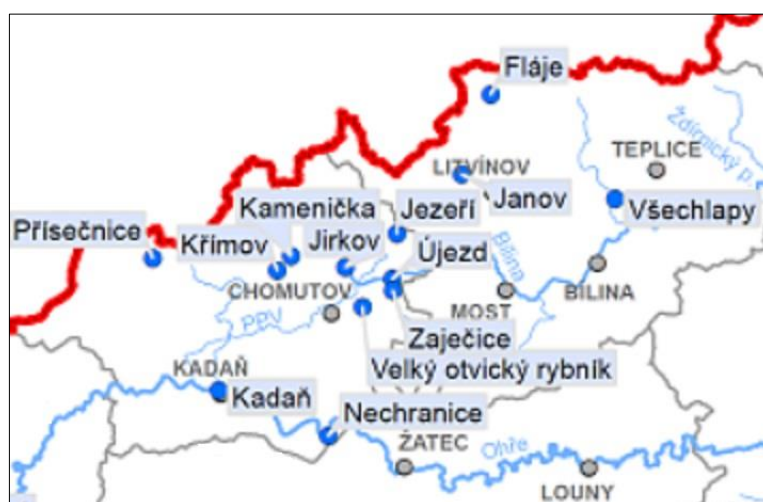 Fláje
Ždírnický p.
TEPLICE
LITVÍNOV
Janov
Kamenička
Jezeří
Všechlapy
Přísečnice
Křímov
Jirkov
Újezd
Bílina
BÍLINA
CHOMUTOV
MOST
PPV
Zaječice
Velký otvický rybník
KADAŇ
Kadaň
Nechranice
ŽATEC
Ohře
LOUNY